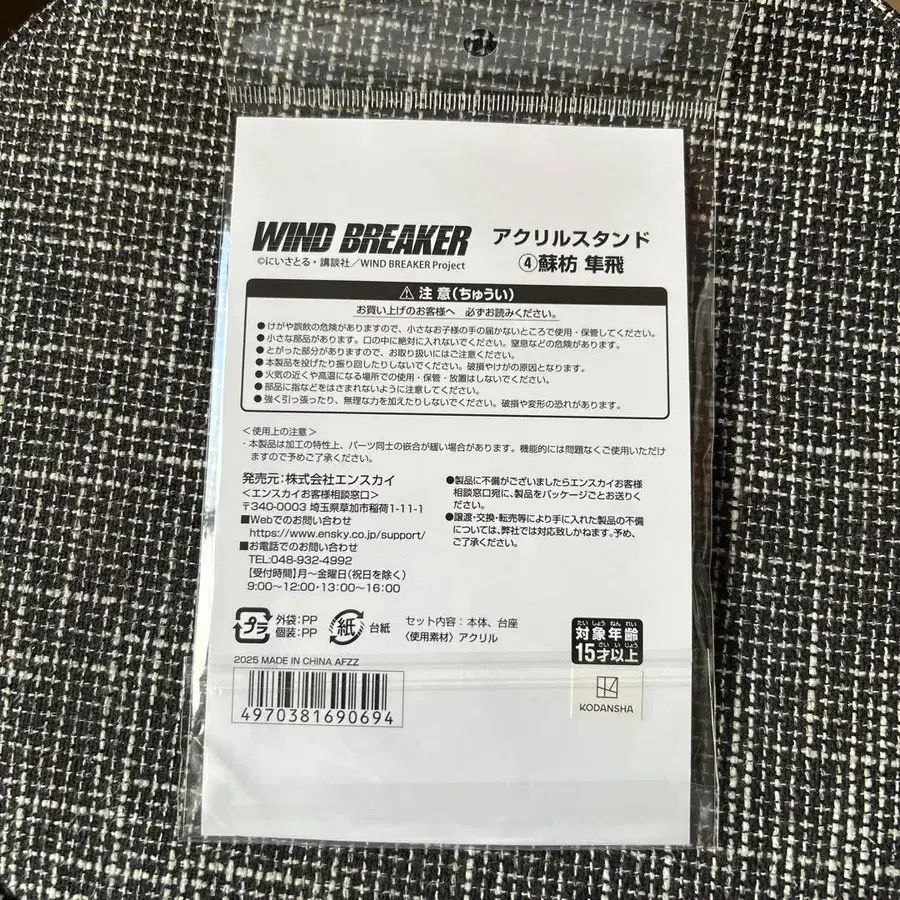 WIND BREAKER
©にいさとる・講談社／WIND BREAKER Project
アクリルスタンド
④蘇枋 隼飛
⚠注意(ちゅうい)
お買い上げのお客様へ　必ずお読みください。
●けがや誤飲の危険がありますので、小さなお子様の手の届かないところで使用・保管してください。
●小さな部品があります。口の中に絶対に入れないでください。窒息などの危険があります。
●とがった部分がありますので、お取り扱いにはご注意ください。
●本製品を投げたり振り回したりしないでください。破損やけがの原因となります。
●火気の近くや高温になる場所での使用・保管・放置はしないでください。
●部品に指などをはさまれないように注意してください。
●強く引っ張ったり、無理な力を加えたりしないでください。破損や変形の恐れがあります。
＜使用上の注意＞
・本製品は加工の特性上、パーツ同士の嵌合が緩い場合があります。機能的には問題なくご使用いただけ
ますので予めご了承ください。
発売元：株式会社エンスカイ
＜エンスカイお客様相談窓口＞
〒340-0003 埼玉県草加市稲荷1-11-1
■Webでのお問い合わせ
https://www.ensky.co.jp/support/
■お電話でのお問い合わせ
TEL:048-932-4992
【受付時間】月～金曜日(祝日を除く)
9:00～12:00・13:00～16:00
●製品に不備がございましたらエンスカイお客様
相談窓口宛に、製品をパッケージごとお送りく
ださい。
●譲渡・交換・転売等により手に入れた製品の不備
については、弊社では対応致しかねます。予め、
ご了承ください。
プラ
外袋：PP
個装：PP
紙
台紙
セット内容：本体、台座
〈使用素材〉アクリル
たいしょうねんれい
対象年齢
さいいじょう
15才以上
2025 MADE IN CHINA AFZZ
4970381690694
KODANSHA